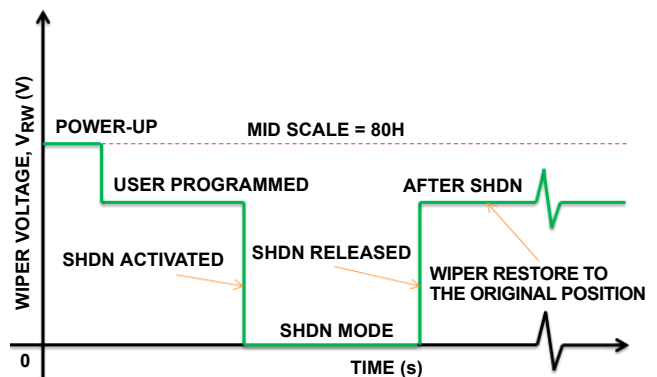 WIPER VOLTAGE, VRW (V)
POWER-UP
MID SCALE = 80H
USER PROGRAMMED
AFTER SHDN
SHDN ACTIVATED
SHDN RELEASED
WIPER RESTORE TO
THE ORIGINAL POSITION
SHDN MODE
0
TIME (s)